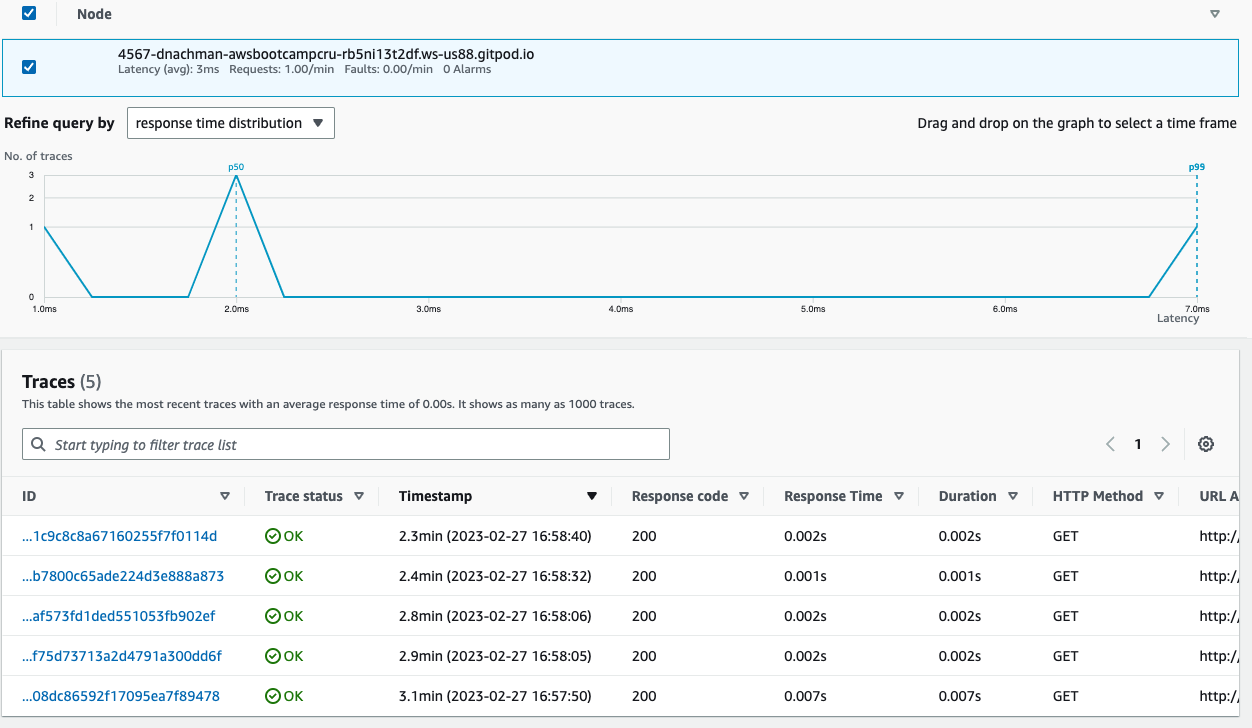 Node
4567-dnachman-awsbootcampcru-rb5ni13t2df.ws-us88.gitpod.io
Latency (avg): 3ms Requests: 1.00/min Faults: 0.00/min 0 Alarms
Refine query by response time distribution Drag and drop on the graph to select a time frame
No. of traces
p50 p99
3
2
1
0
1.0ms 2.0ms 3.0ms 4.0ms 5.0ms 6.0ms 7.0ms
Latency
Traces (5)
This table shows the most recent traces with an average response time of 0.00s. It shows as many as 1000 traces.
Start typing to filter trace list 1
ID Trace status Timestamp Response code Response Time Duration HTTP Method URL A
...1c9c8c8a67160255f7f0114d OK 2.3min (2023-02-27 16:58:40) 200 0.002s 0.002s GET http:/
...b7800c65ade224d3e888a873 OK 2.4min (2023-02-27 16:58:32) 200 0.001s 0.001s GET http:/
...af573fd1ded551053fb902ef OK 2.8min (2023-02-27 16:58:06) 200 0.002s 0.002s GET http:/
...f75d73713a2d4791a300dd6f OK 2.9min (2023-02-27 16:58:05) 200 0.002s 0.002s GET http:/
...08dc86592f17095ea7f89478 OK 3.1min (2023-02-27 16:57:50) 200 0.007s 0.007s GET http:/